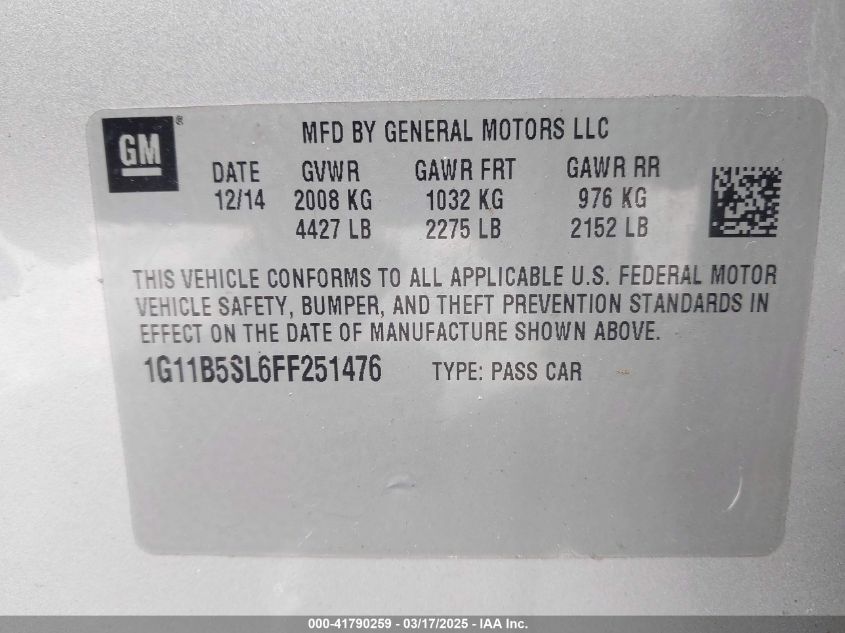 MFD BY GENERAL MOTORS LLC
GM®
DATE GVWR GAWR FRT GAWR RR
12/14 2008 KG 1032 KG 976 KG
4427 LB 2275 LB 2152 LB
THIS VEHICLE CONFORMS TO ALL APPLICABLE U.S. FEDERAL MOTOR
VEHICLE SAFETY, BUMPER, AND THEFT PREVENTION STANDARDS IN
EFFECT ON THE DATE OF MANUFACTURE SHOWN ABOVE.
1G11B5SL6FF251476 TYPE: PASS CAR
000-41790259 - 03/17/2025 - IAA Inc.